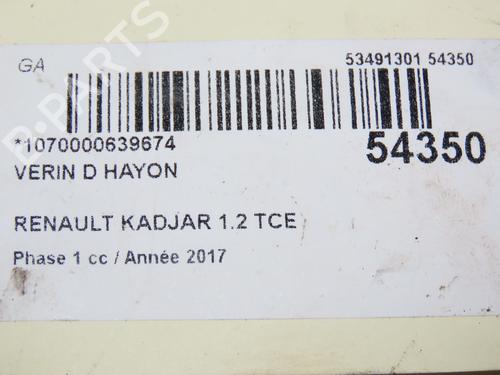 GA
53491301 54350
*1070000639674
54350
VERIN D HAYON
RENAULT KADJAR 1.2 TCE
Phase 1 cc / Année 2017
B-PARTS